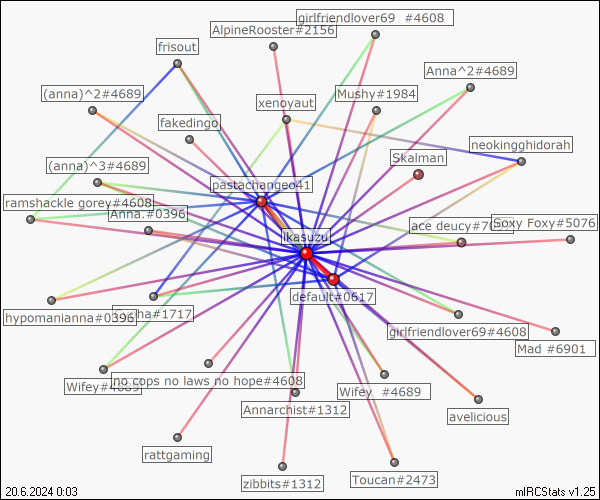 girlfriendlover69 #4608
AlpineRooster#2156
frisout
Anna^2#4689
(anna)^2#4689
Mushy#1984
xenoyaut
fakedingo
neokingghidorah
Skalman
(anna)^3#4689
pastachangeo41
ramshackle gorey#4608
Anna.#0396
ace deucy#7
Soxy Foxy#5076
ikasuzu
default#0617
hypomanianna#0396
#1717
girlfriendlover69#4608
Mad #6901
no cops no laws no hope#4608
Wifey#4689
Wifey #4689
Annarchist#1312
avelicious
rattgaming
zibbits#1312
Toucan#2473
20.6.2024 0:03
mIRCStats v1.25